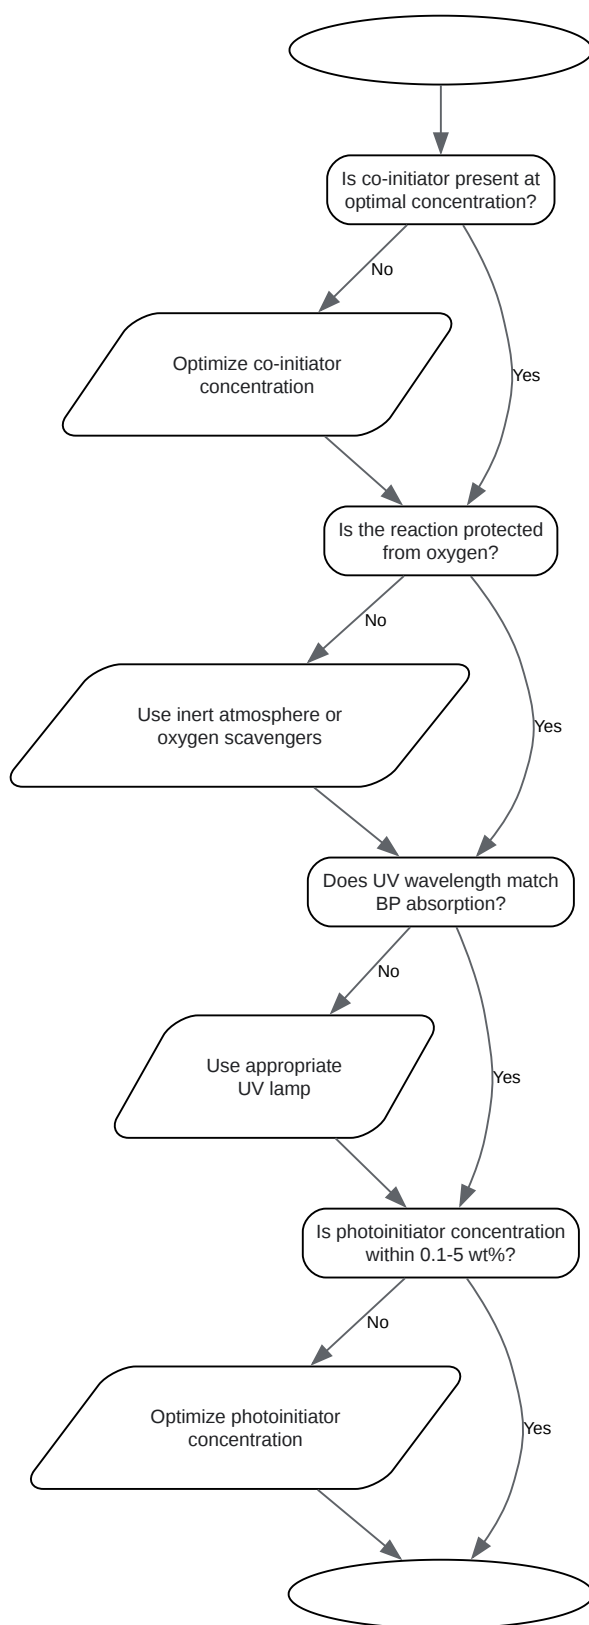 Is co-initiator present at
optimal concentration?
No
Optimize co-initiator
concentration
Yes
Is the reaction protected
from oxygen?
No
Use inert atmosphere or
oxygen scavengers
Yes
Does UV wavelength match
BP absorption?
No
Use appropriate
UV lamp
Yes
Is photoinitiator concentration
within 0.1-5 wt%?
No
Optimize photoinitiator
concentration
Yes